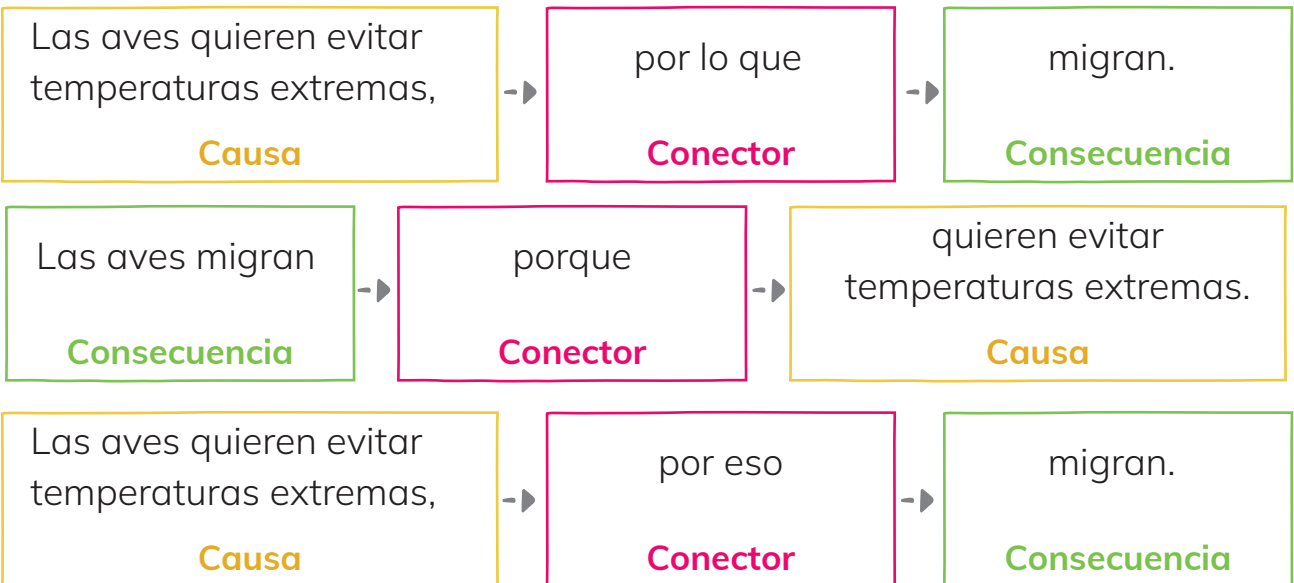 Las aves quieren evitar
temperaturas extremas,
Causa
por lo que
Conector
migran.
Consecuencia
Las aves migran
Consecuencia
porque
Conector
quieren evitar
temperaturas extremas.
Causa
Las aves quieren evitar
temperaturas extremas,
Causa
por eso
Conector
migran.
Consecuencia